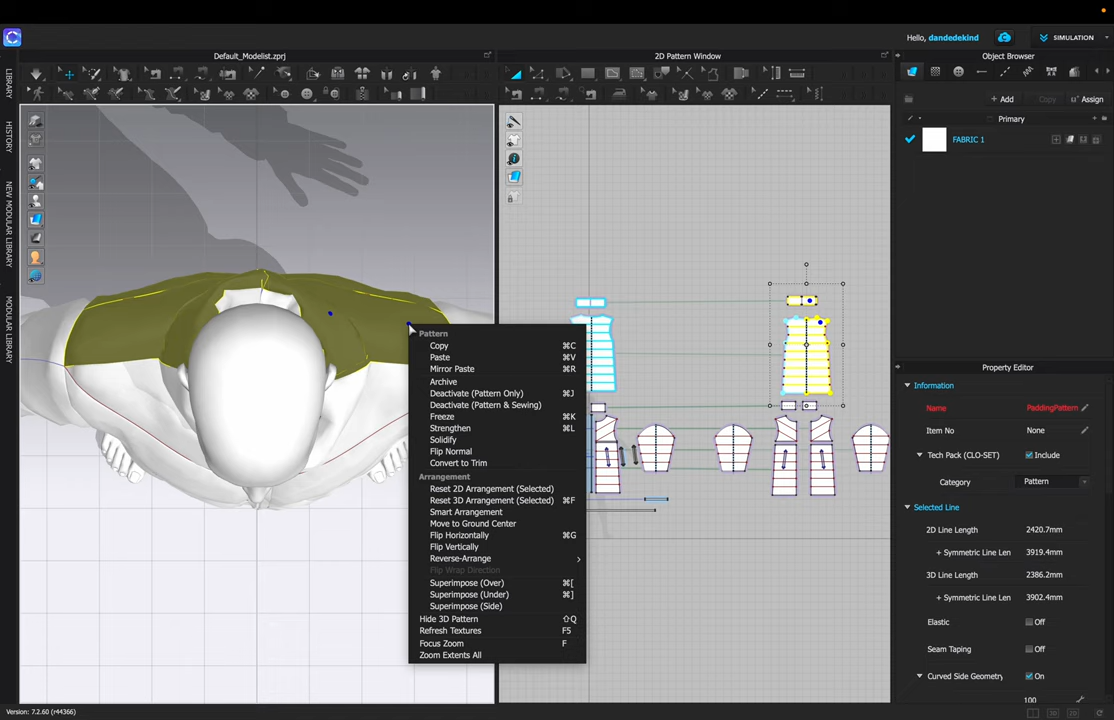 Hello, dandedekind
SIMULATION
Default_Modelist.zprj
2D Pattern Window
Object Browser
LIBRARY
HISTORY
NEW MODULAR LIBRARY
MODULAR LIBRARY
+ Add
Copy
Assign
Primary
FABRIC 1
Pattern
Copy ⌘C
Paste ⌘V
Mirror Paste ⌘R
Archive
Deactivate (Pattern Only) ⌘J
Deactivate (Pattern & Sewing)
Freeze ⌘K
Strengthen ⌘L
Solidify
Flip Normal
Convert to Trim
Arrangement
Reset 2D Arrangement (Selected)
Reset 3D Arrangement (Selected) ⌘F
Smart Arrangement
Move to Ground Center
Flip Horizontally ⌘G
Flip Vertically
Reverse-Arrange
Flip Wrap Direction
Superimpose (Over) ⌘[
Superimpose (Under) ⌘]
Superimpose (Side)
Hide 3D Pattern ⇧Q
Refresh Textures F5
Focus Zoom F
Zoom Extents All
Property Editor
Information
Name PaddingPattern
Item No None
Tech Pack (CLO-SET) Include
Category Pattern
Selected Line
2D Line Length 2420.7mm
+ Symmetric Line Len 3919.4mm
3D Line Length 2386.2mm
+ Symmetric Line Len 3902.4mm
Elastic Off
Seam Taping Off
Curved Side Geometry On
100
Version: 7.2.60 (r44366)
3D
2D